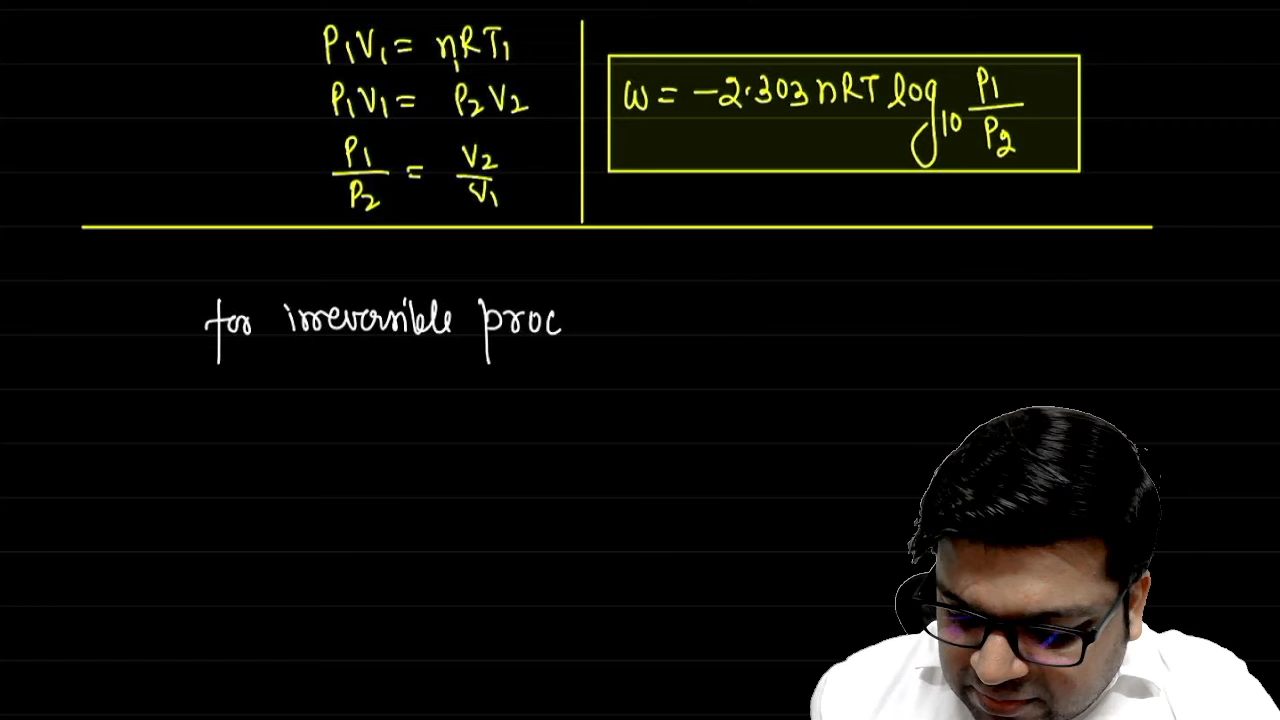 P₁V₁ = nRT₁
P₁V₁ = P₂V₂
P₁/P₂ = V₂/V₁
w = -2.303 nRT log₁₀ P₁/P₂
for irreversible proc